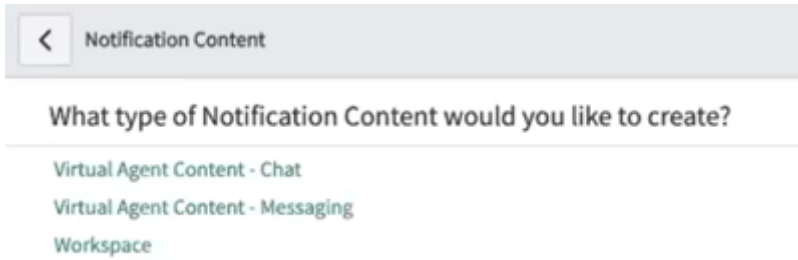 Notification Content
What type of Notification Content would you like to create?
Virtual Agent Content - Chat
Virtual Agent Content - Messaging
Workspace